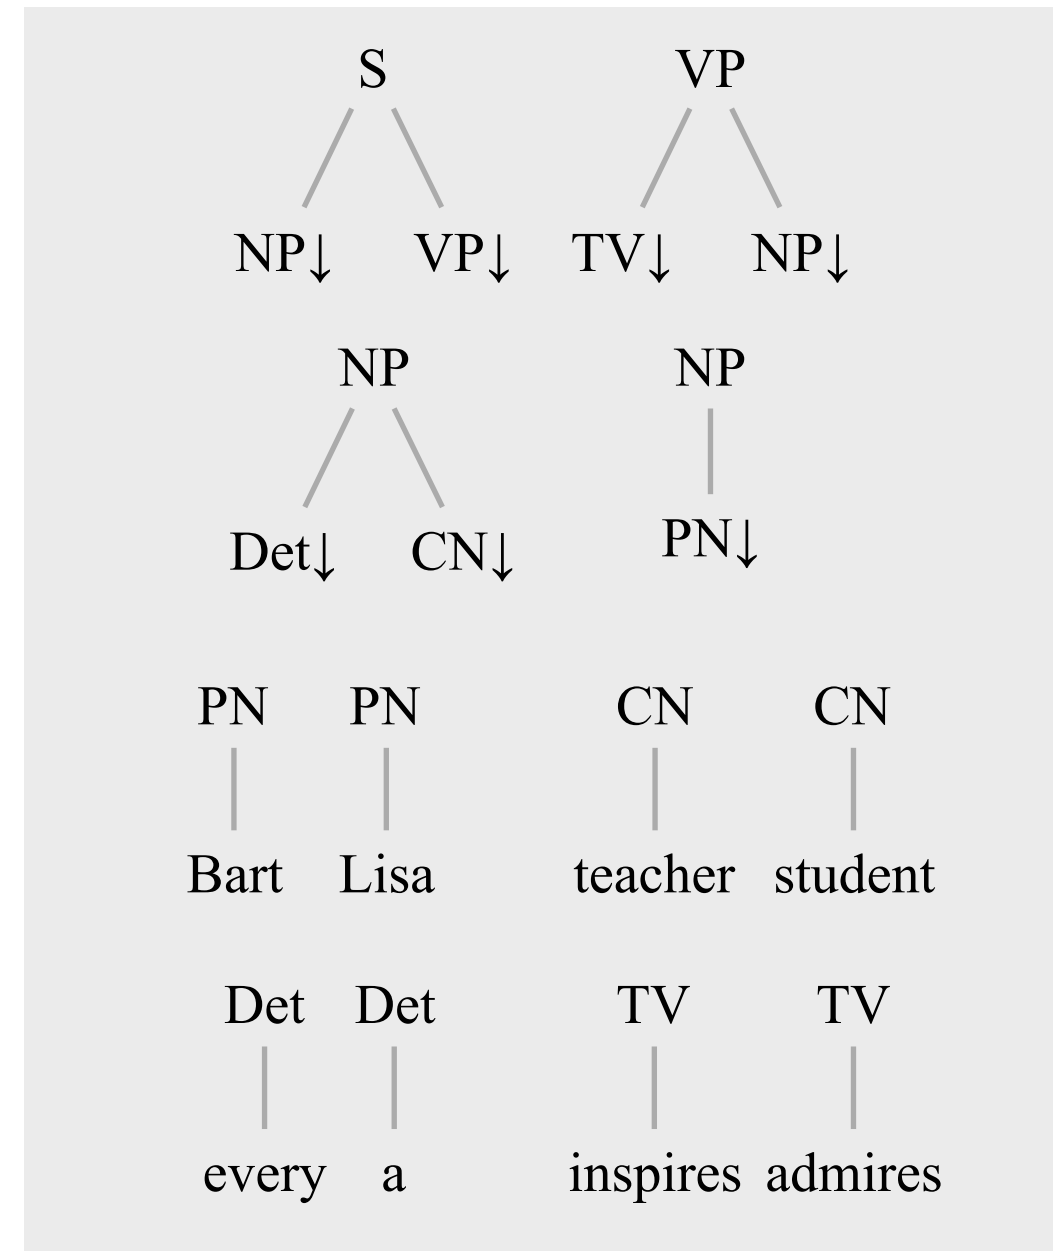 S VP
NP↓ VP↓ TV↓ NP↓
NP NP
Det↓ CN↓ PN↓
PN PN CN CN
Bart Lisa teacher student
Det Det TV TV
every a inspires admires